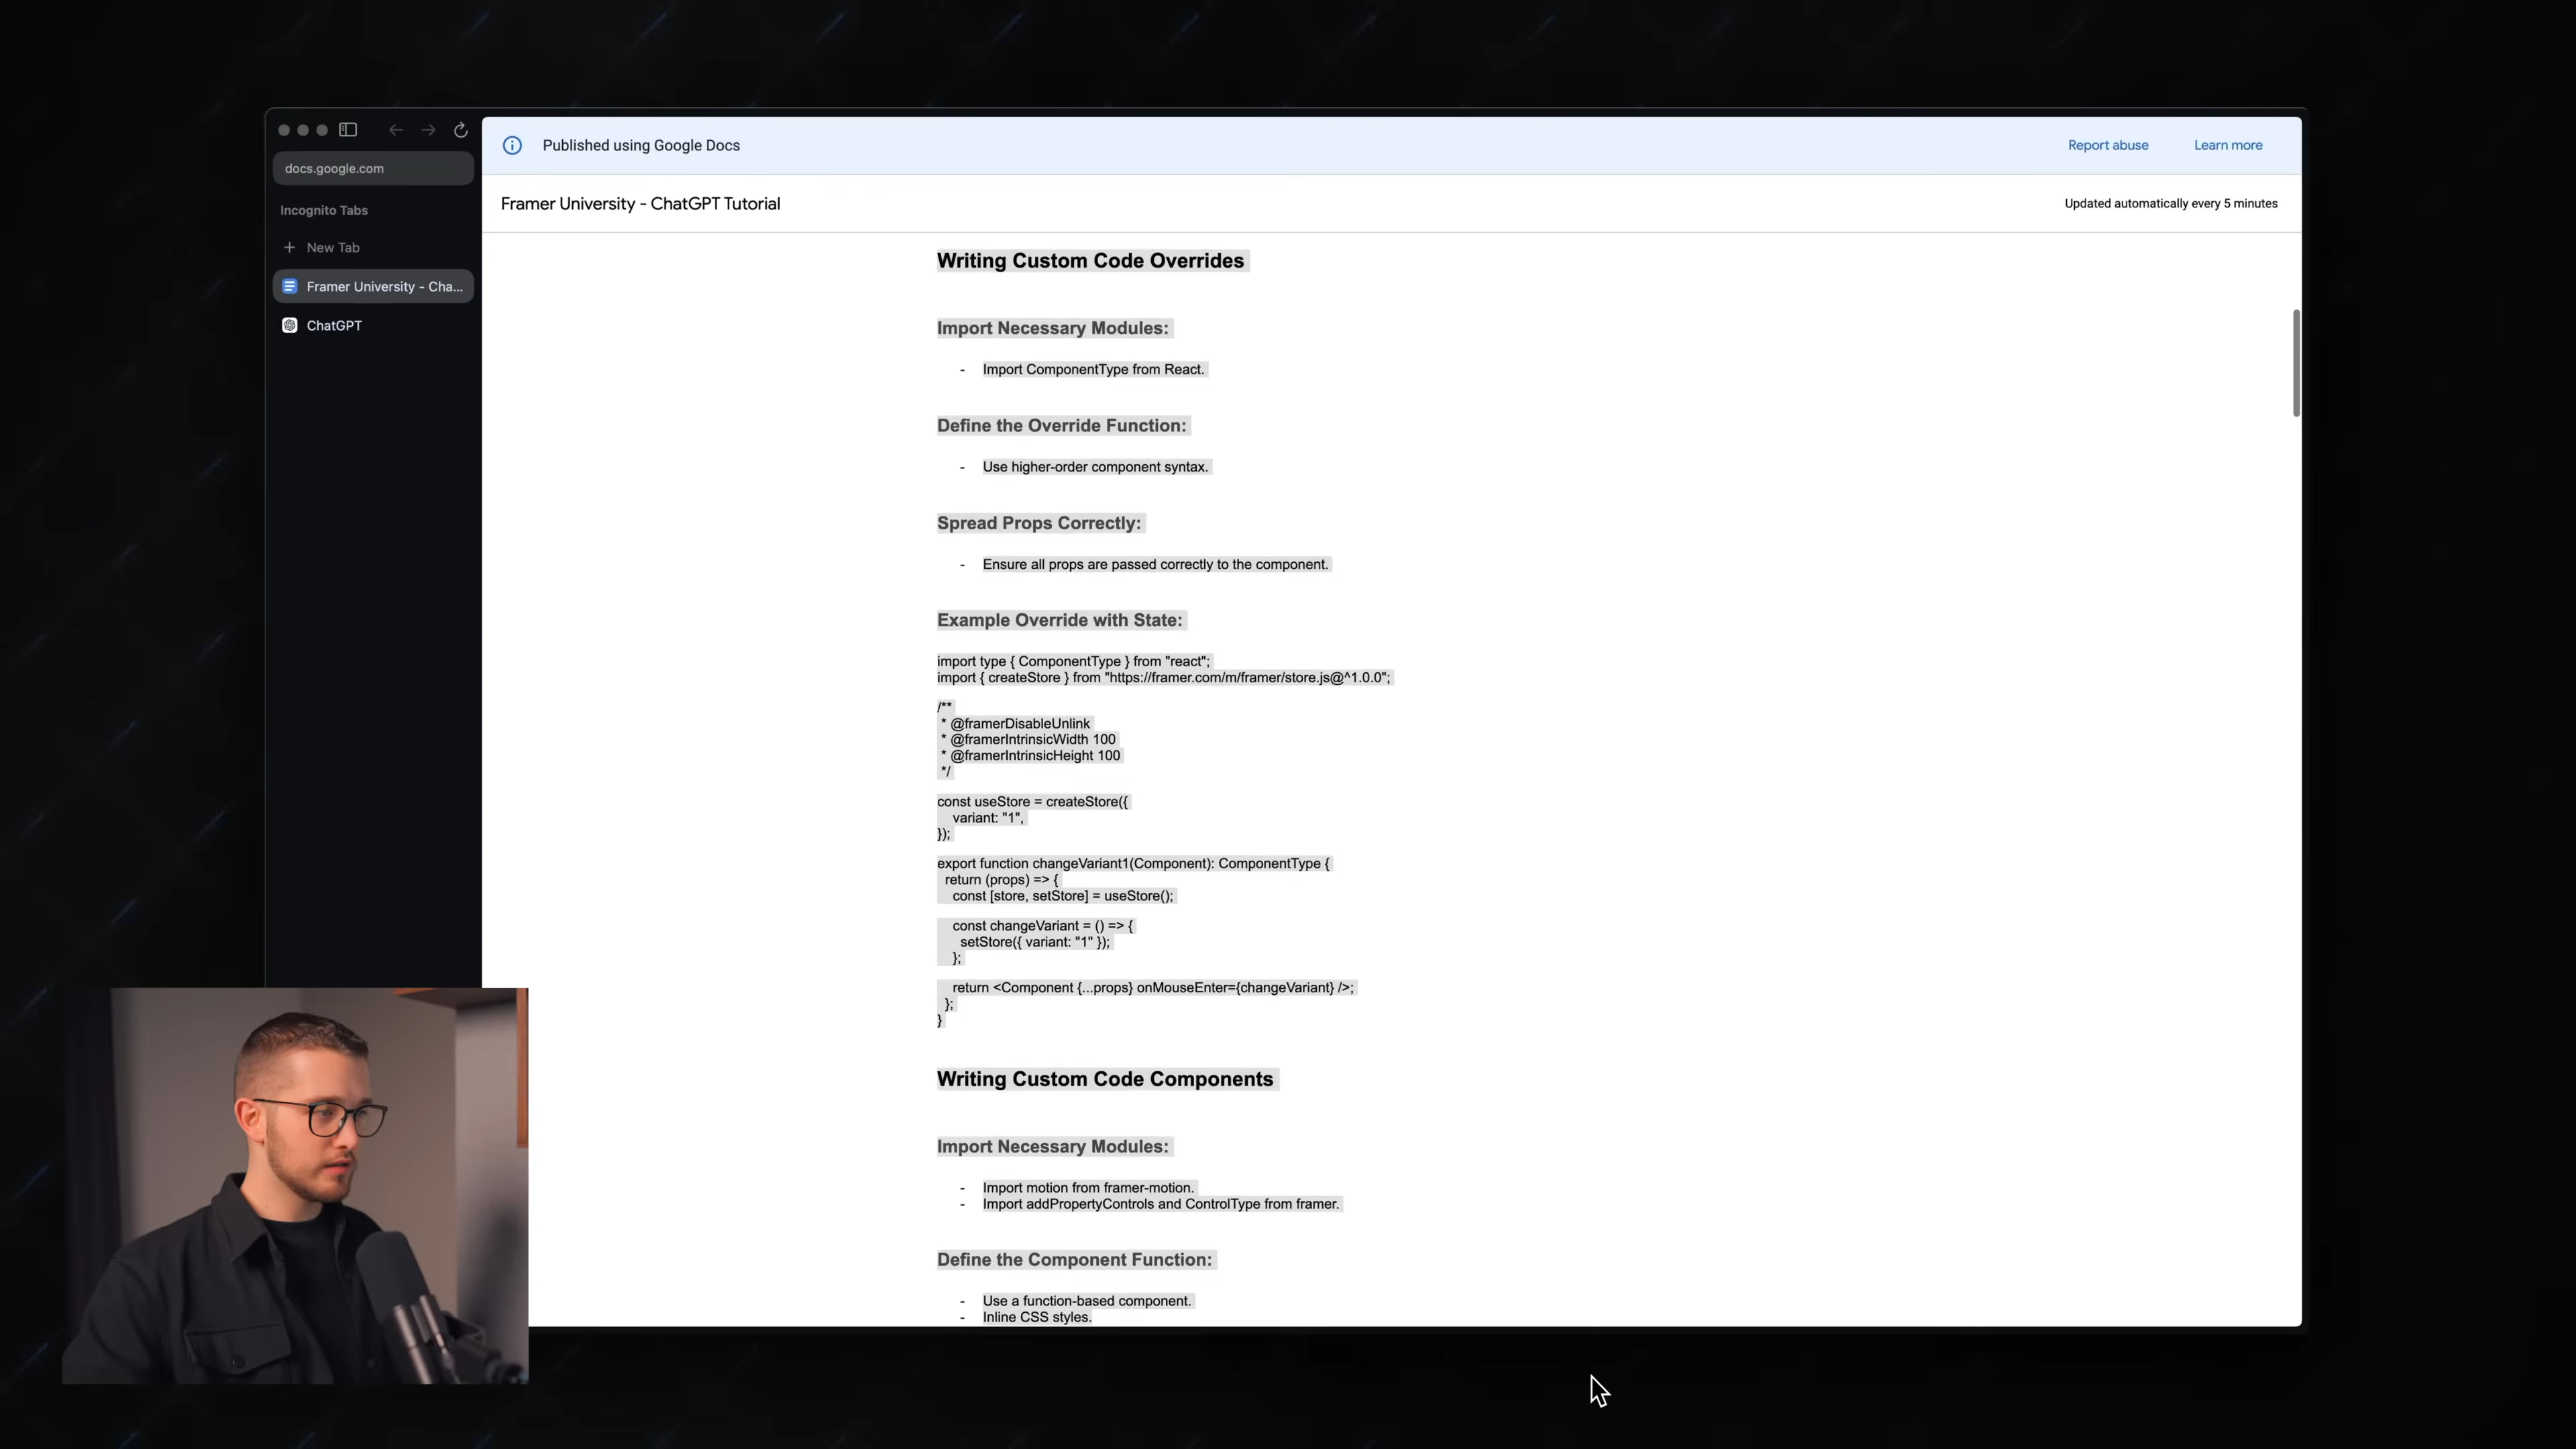 docs.google.com
Incognito Tabs
New Tab
Framer University - Cha...
ChatGPT
Published using Google Docs
Report abuse
Learn more
Framer University - ChatGPT Tutorial
Updated automatically every 5 minutes
Writing Custom Code Overrides
Import Necessary Modules:
- Import ComponentType from React.
Define the Override Function:
- Use higher-order component syntax.
Spread Props Correctly:
- Ensure all props are passed correctly to the component.
Example Override with State:
import type { ComponentType } from "react";
import { createStore } from "https://framer.com/m/framer/store.js@^1.0.0";
/**
* @framerDisableUnlink
* @framerIntrinsicWidth 100
* @framerIntrinsicHeight 100
*/
const useStore = createStore({
variant: "1",
});
export function changeVariant1(Component): ComponentType {
return (props) => {
const [store, setStore] = useStore();
const changeVariant = () => {
setStore({ variant: "1" });
};
return <Component {...props} onMouseEnter={changeVariant} />;
};
}
Writing Custom Code Components
Import Necessary Modules:
- Import motion from framer-motion.
- Import addPropertyControls and ControlType from framer.
Define the Component Function:
- Use a function-based component.
- Inline CSS styles.